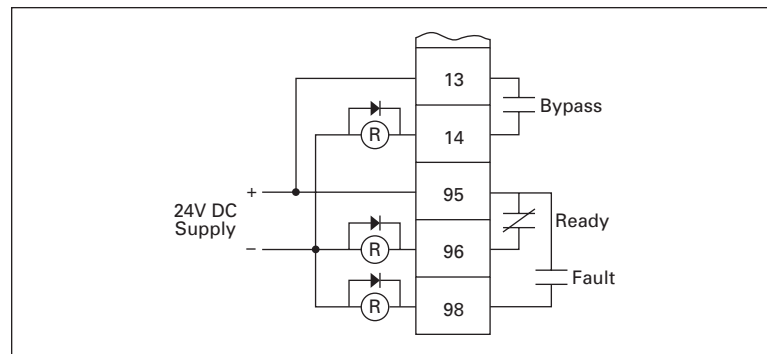 13
Bypass
R
14
+
95
24V DC
Supply
Ready
–
R
96
Fault
R
98